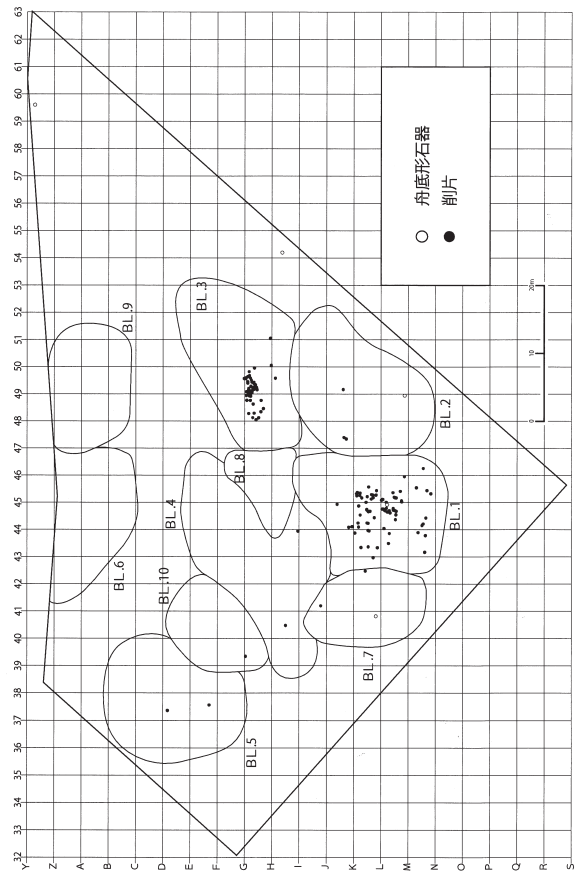 63
62
61
60
59
58
57
56
55
54
53
52
51
50
49
48
47
46
45
44
43
42
41
40
39
38
37
36
35
34
33
32
Y
Z
A
B
C
D
E
F
G
H
I
J
K
L
M
N
O
P
Q
R
S
BL.9
BL.3
BL.2
BL.8
BL.4
BL.6
BL.1
BL.10
BL.7
BL.5
○ 舟底形石器
● 削片
0 10 20m